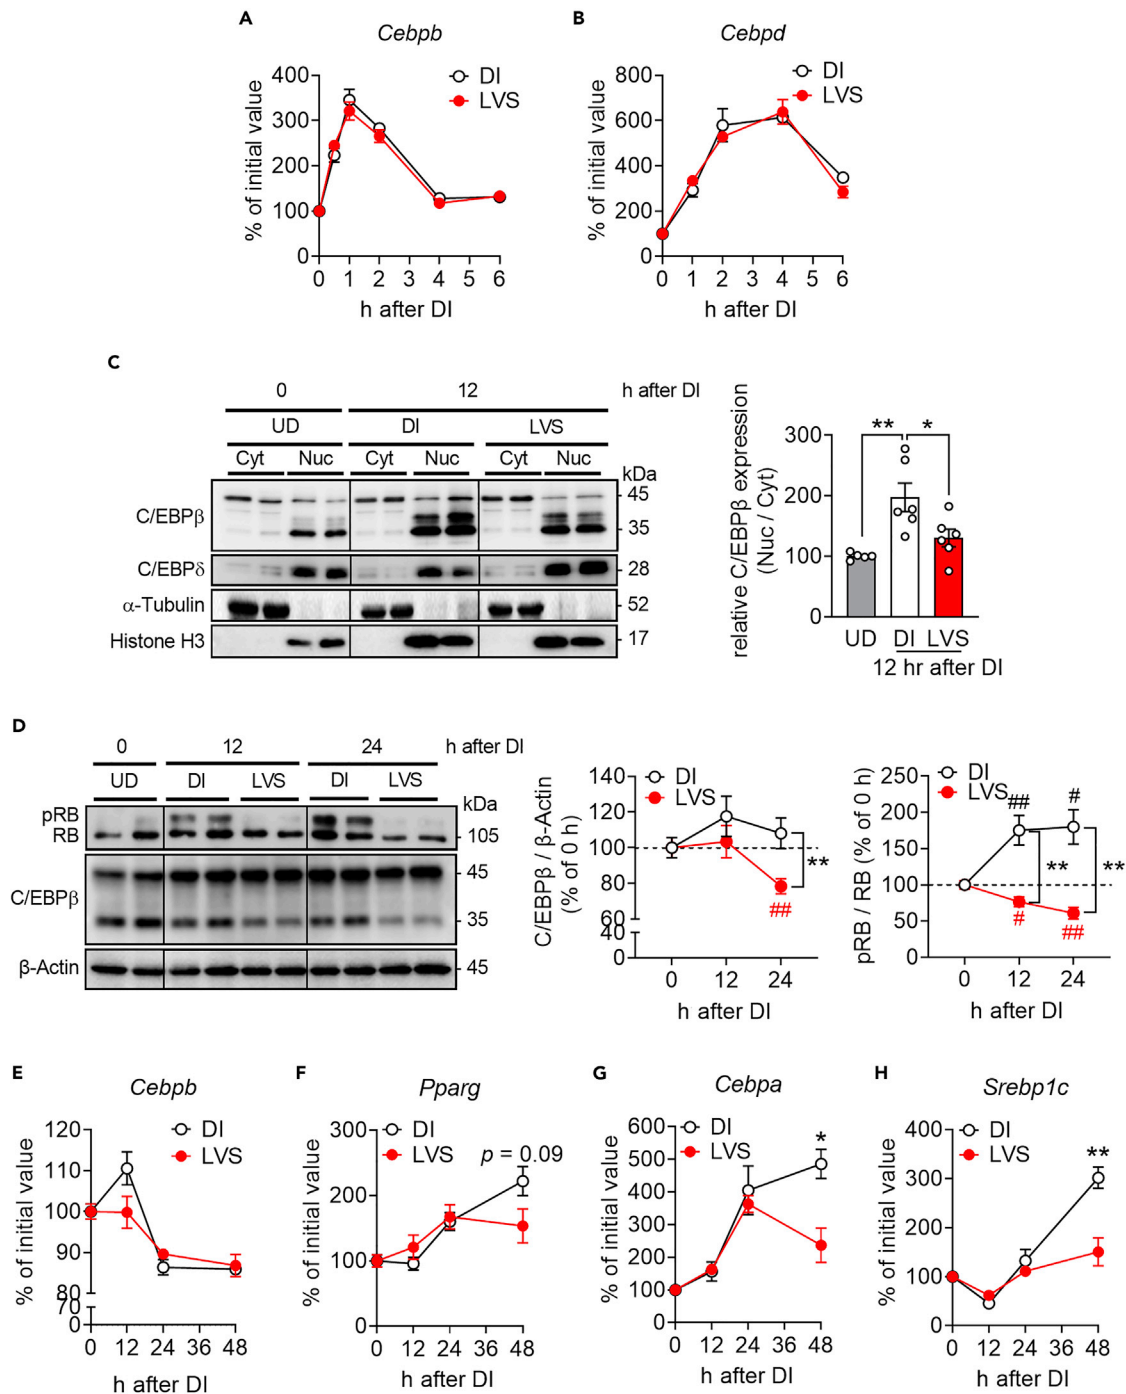 A
Cebpb
% of initial value
400
300
200
100
0
DI
LVS
0 1 2 3 4 5 6
h after DI
B
Cebpd
% of initial value
800
600
400
200
0
DI
LVS
0 1 2 3 4 5 6
h after DI
C
0 12 h after DI
UD DI LVS
Cyt Nuc Cyt Nuc Cyt Nuc
kDa
C/EBPβ 45
35
C/EBPδ 28
α-Tubulin 52
Histone H3 17
relative C/EBPβ expression
(Nuc / Cyt)
300
200
100
0
** *
UD DI LVS
12 hr after DI
D
0 12 24 h after DI
UD DI LVS DI LVS
kDa
pRB
RB 105
C/EBPβ 45
35
β-Actin 45
C/EBPβ / β-Actin
(% of 0 h)
140
120
100
80
60
40
0
DI
LVS
**
##
0 12 24
h after DI
pRB / RB (% of 0 h)
250
200
150
100
50
0
DI
LVS
## #
** **
# ##
0 12 24
h after DI
E
Cebpb
% of initial value
120
110
100
90
80
70
0
DI
LVS
0 12 24 36 48
h after DI
F
Pparg
% of initial value
300
200
100
0
DI
LVS
p = 0.09
0 12 24 36 48
h after DI
G
Cebpa
% of initial value
600
500
400
300
200
100
0
DI
LVS
*
0 12 24 36 48
h after DI
H
Srebp1c
% of initial value
400
300
200
100
0
DI
LVS
**
0 12 24 36 48
h after DI